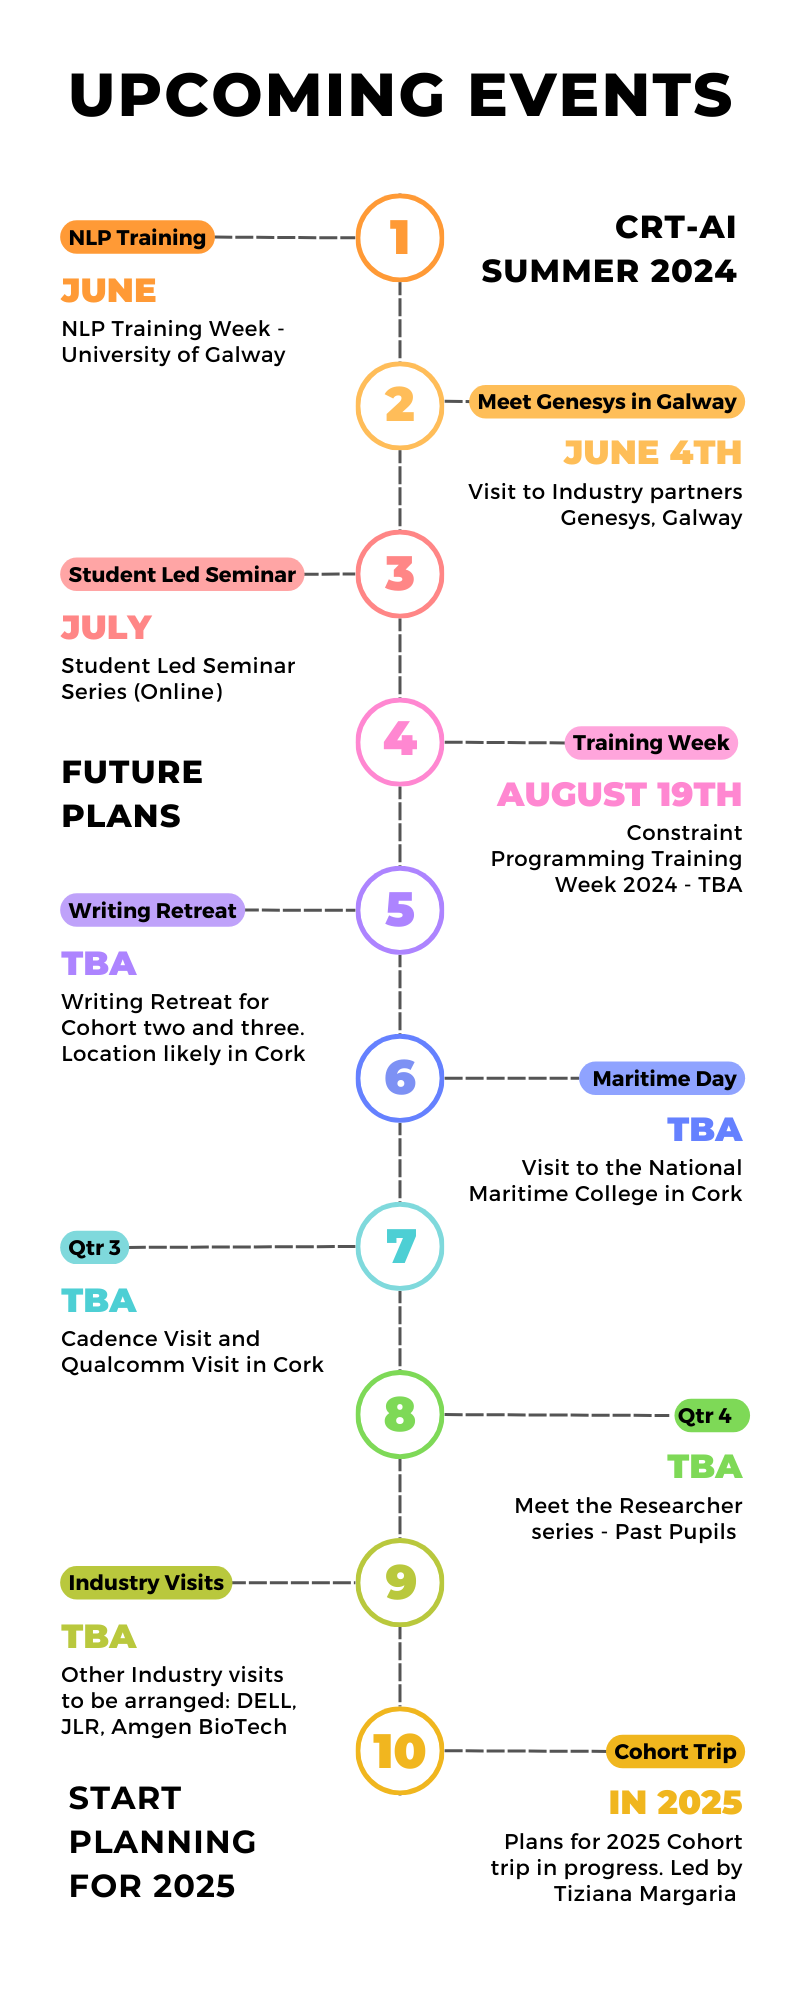 UPCOMING EVENTS
1
NLP Training
JUNE
NLP Training Week -
University of Galway
CRT-AI
SUMMER 2024
2
Meet Genesys in Galway
JUNE 4TH
Visit to Industry partners
Genesys, Galway
3
Student Led Seminar
JULY
Student Led Seminar
Series (Online)
4
Training Week
AUGUST 19TH
Constraint
Programming Training
Week 2024 - TBA
FUTURE
PLANS
5
Writing Retreat
TBA
Writing Retreat for
Cohort two and three.
Location likely in Cork
6
Maritime Day
TBA
Visit to the National
Maritime College in Cork
7
Qtr 3
TBA
Cadence Visit and
Qualcomm Visit in Cork
8
Qtr 4
TBA
Meet the Researcher
series - Past Pupils
9
Industry Visits
TBA
Other Industry visits
to be arranged: DELL,
JLR, Amgen BioTech
10
Cohort Trip
IN 2025
Plans for 2025 Cohort
trip in progress. Led by
Tiziana Margaria
START
PLANNING
FOR 2025